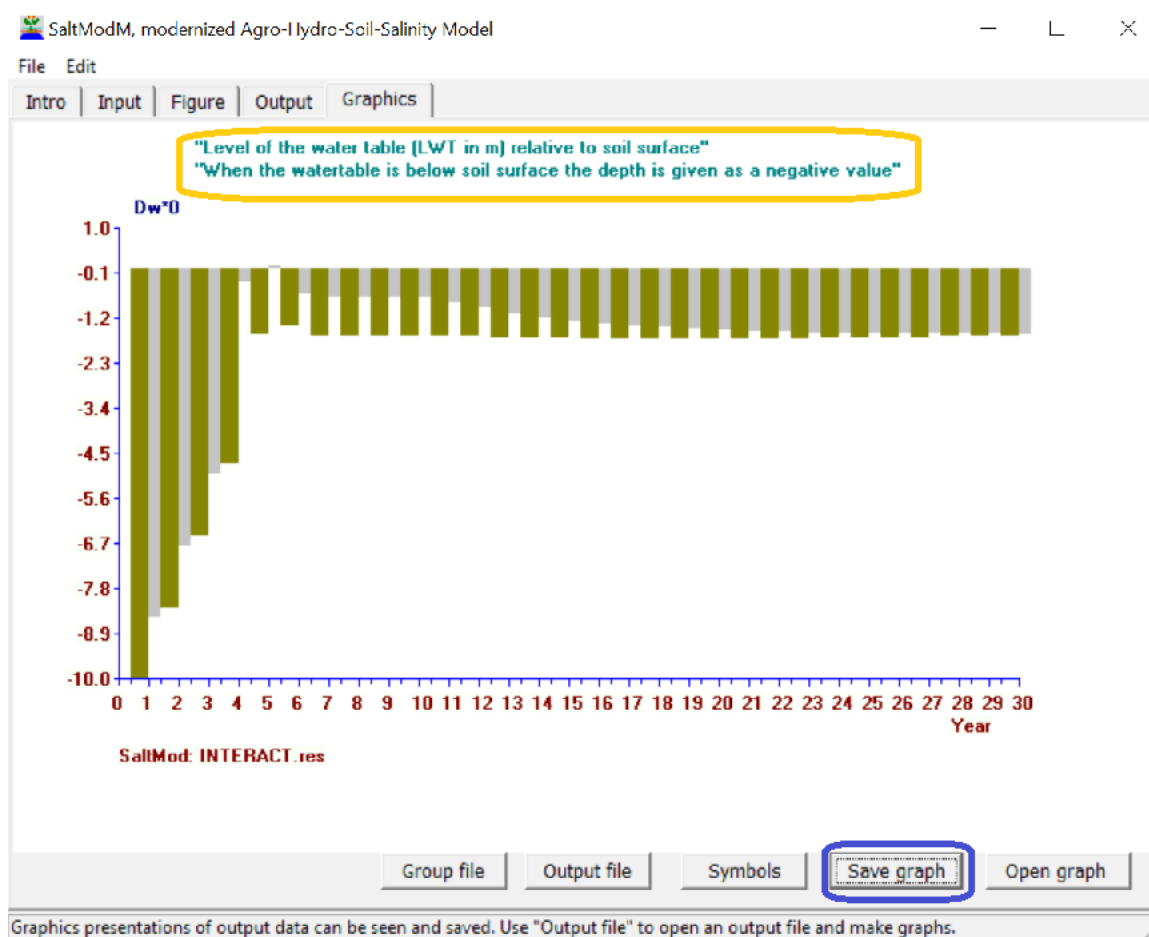 SaltModM, modernized Agro-Hydro-Soil-Salinity Model
File Edit
Intro Input Figure Output Graphics
"Level of the water table (LWT in m) relative to soil surface"
"When the watertable is below soil surface the depth is given as a negative value"
Dw*0
1.0
-0.1
-1.2
-2.3
-3.4
-4.5
-5.6
-6.7
-7.8
-8.9
-10.0
0 1 2 3 4 5 6 7 8 9 10 11 12 13 14 15 16 17 18 19 20 21 22 23 24 25 26 27 28 29 30
Year
SaltMod: INTERACT.res
Group file Output file Symbols Save graph Open graph
Graphics presentations of output data can be seen and saved. Use "Output file" to open an output file and make graphs.